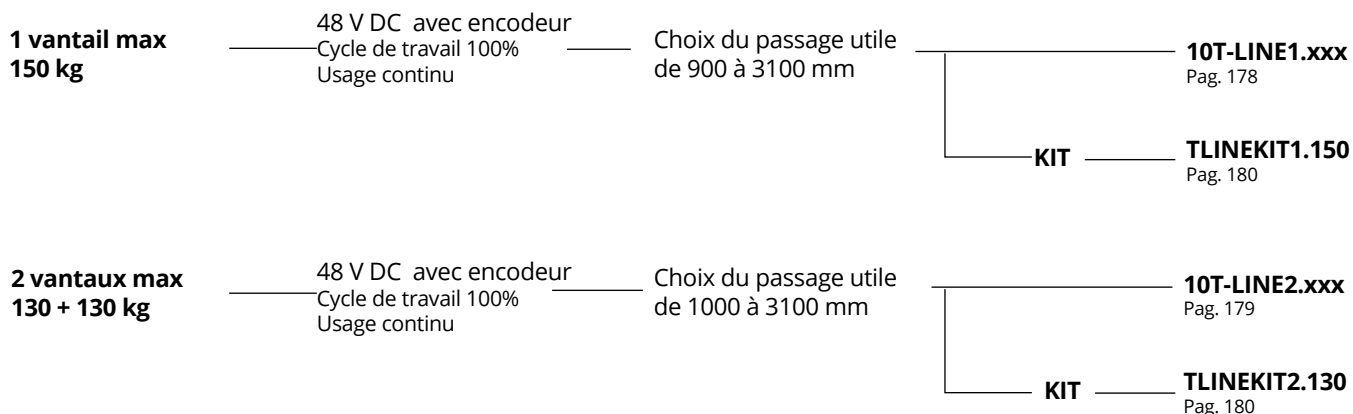 1 vantail max
150 kg
48 V DC  avec encodeur
Cycle de travail 100%
Usage continu
Choix du passage utile
de 900 à 3100 mm
10T-LINE1.xxx
Pag. 178
KIT
TLINEKIT1.150
Pag. 180
2 vantaux max
130 + 130 kg
48 V DC  avec encodeur
Cycle de travail 100%
Usage continu
Choix du passage utile
de 1000 à 3100 mm
10T-LINE2.xxx
Pag. 179
KIT
TLINEKIT2.130
Pag. 180